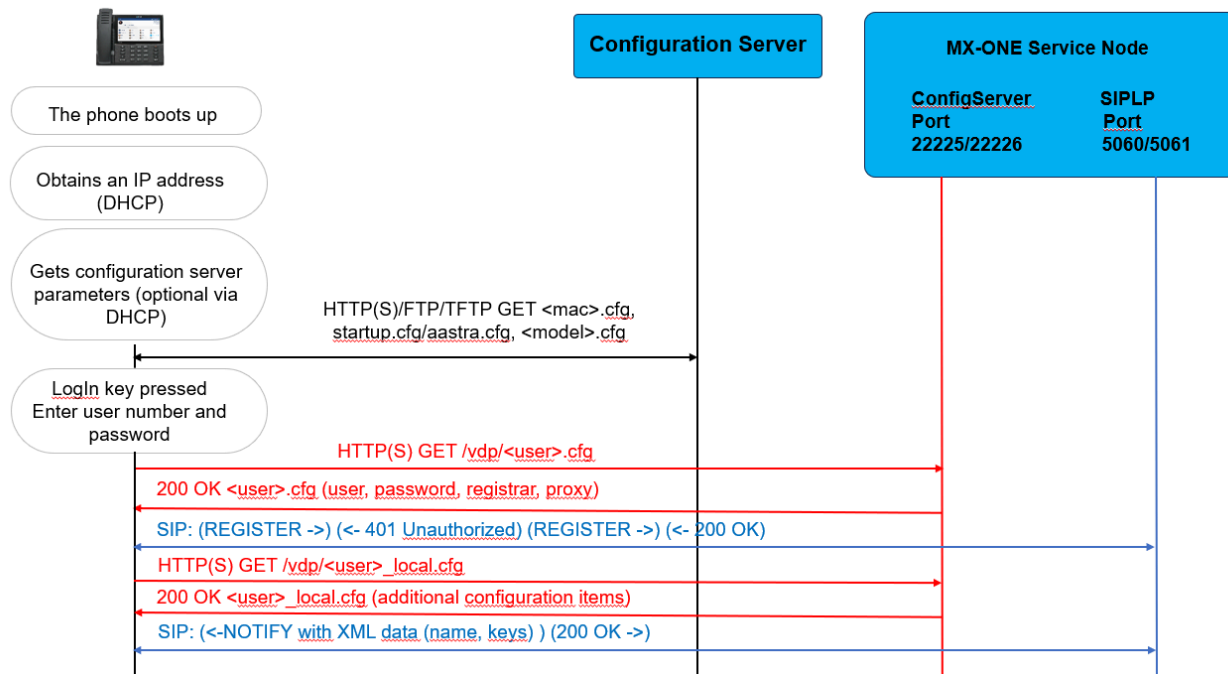 Configuration Server
MX-ONE Service Node
ConfigServer
Port
22225/22226
SIPLP
Port
5060/5061
The phone boots up
Obtains an IP address
(DHCP)
Gets configuration server
parameters (optional via
DHCP)
HTTP(S)/FTP/TFTP GET <mac>.cfg,
startup.cfg/aastra.cfg, <model>.cfg
LogIn key pressed
Enter user number and
password
HTTP(S) GET /vdp/<user>.cfg
200 OK <user>.cfg (user, password, registrar, proxy)
SIP: (REGISTER ->) (<- 401 Unauthorized) (REGISTER ->) (<- 200 OK)
HTTP(S) GET /vdp/<user>_local.cfg
200 OK <user>_local.cfg (additional configuration items)
SIP: (<-NOTIFY with XML data (name, keys) ) (200 OK ->)